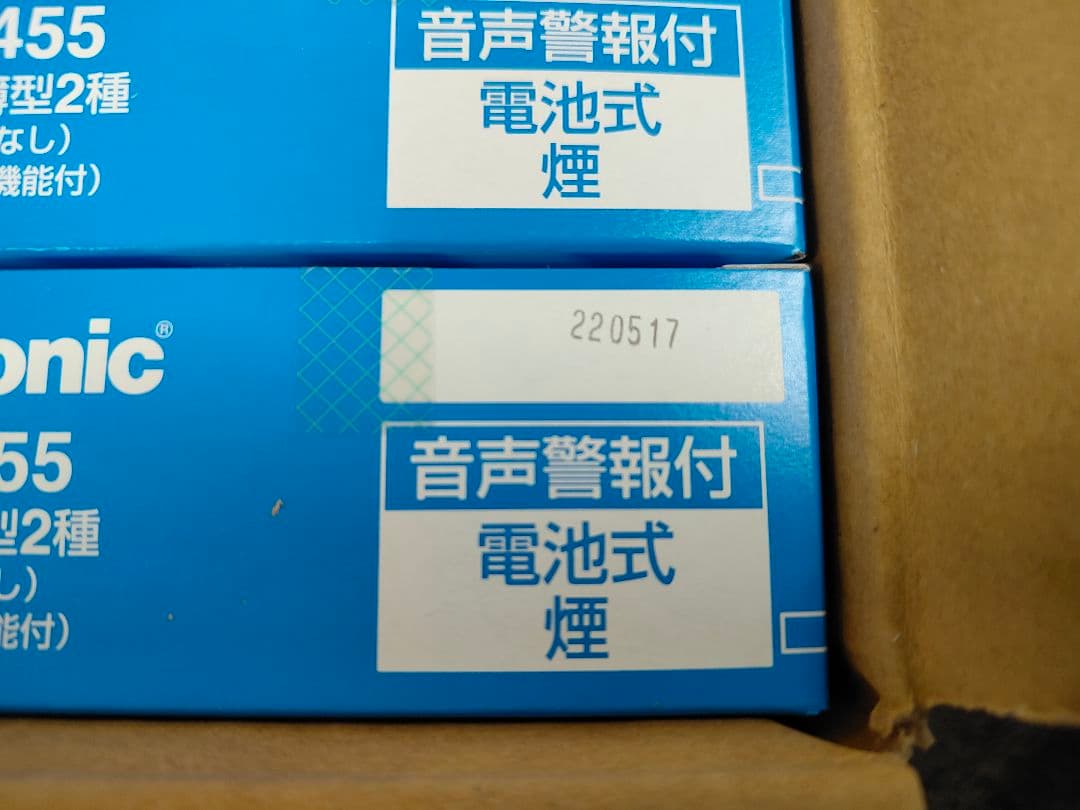 455
音声警報付
型2種
電池式
なし）
煙
機能付）
220517
onic®
音声警報付
55
型2種
電池式
し）
煙
能付）